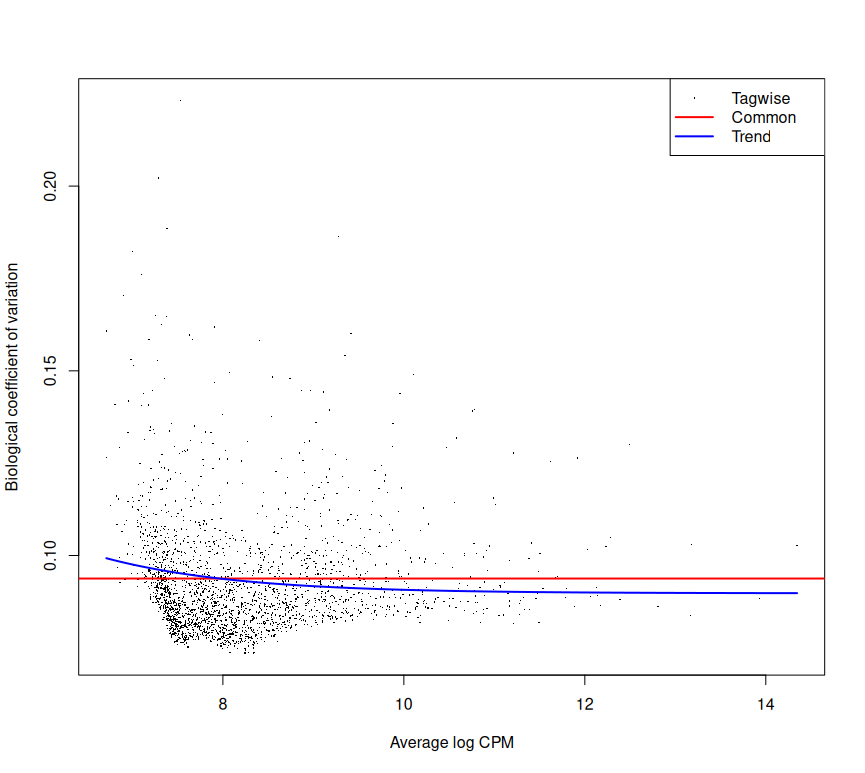 Tagwise
Common
Trend
0.20
0.15
0.10
Biological coefficient of variation
8 10 12 14
Average log CPM